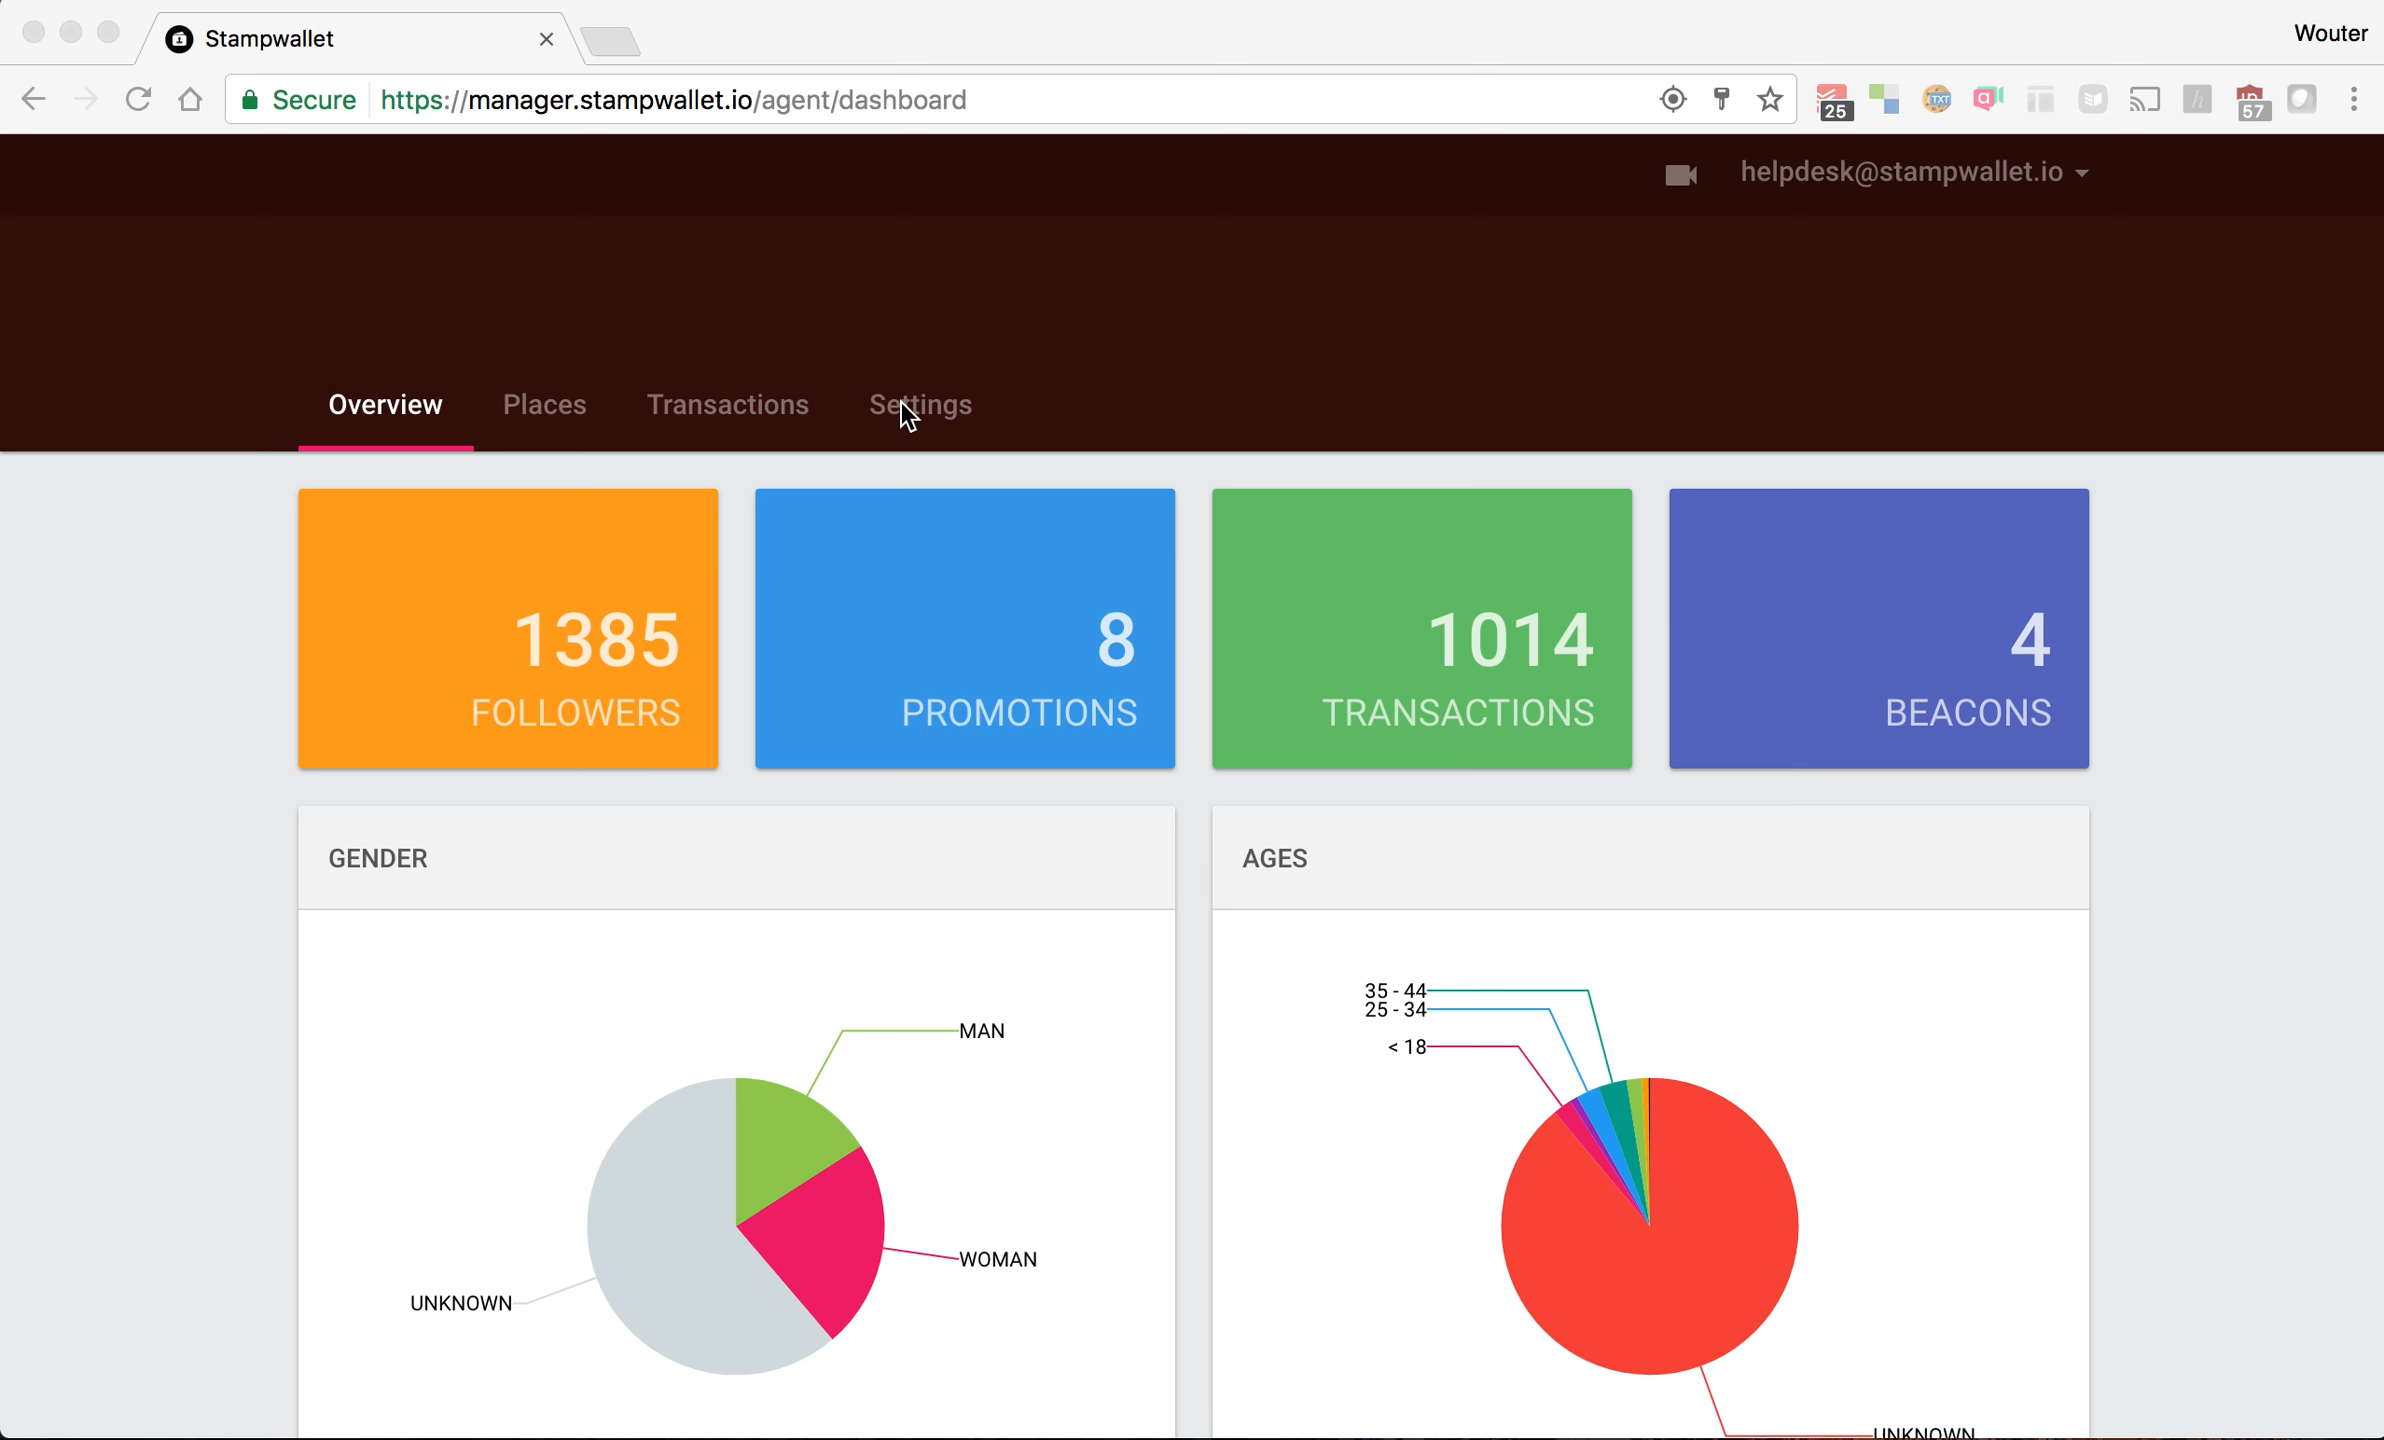 Stampwallet
Wouter
Secure
https://manager.stampwallet.io/agent/dashboard
25
TXT
a
h
57
helpdesk@stampwallet.io
Overview
Places
Transactions
Settings
1385
FOLLOWERS
8
PROMOTIONS
1014
TRANSACTIONS
4
BEACONS
GENDER
AGES
MAN
WOMAN
UNKNOWN
35 - 44
25 - 34
< 18
UNKNOWN